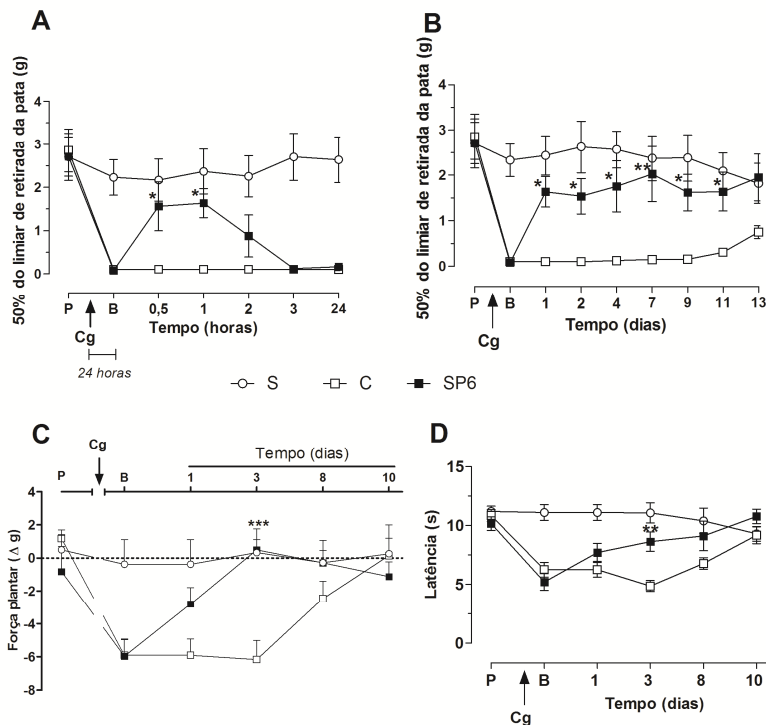 A
50% do limiar de retirada da pata (g)
4
3
2
1
0
* *
P B 0,5 1 2 3 24
Tempo (horas)
Cg
24 horas
B
50% do limiar de retirada da pata (g)
4
3
2
1
0
* * * ** * *
P B 1 2 4 7 9 11 13
Tempo (dias)
Cg
S C SP6
C
Cg
Tempo (dias)
P B 1 3 8 10
Força plantar (Δ g)
4
2
0
-2
-4
-6
-8
***
D
Latência (s)
15
10
5
0
**
P B 1 3 8 10
Tempo (dias)
Cg